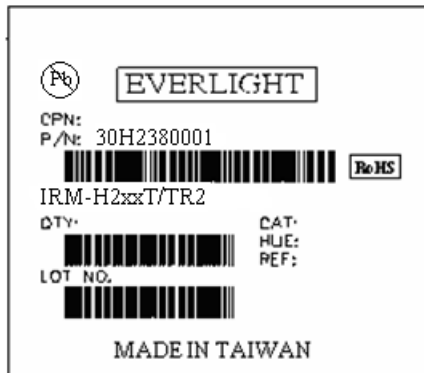 Pb
EVERLIGHT
CPN:
P/N: 30H2380001
RoHS
IRM-H2xxT/TR2
QTY: CAT:
HUE:
REF:
LOT NO.
MADE IN TAIWAN